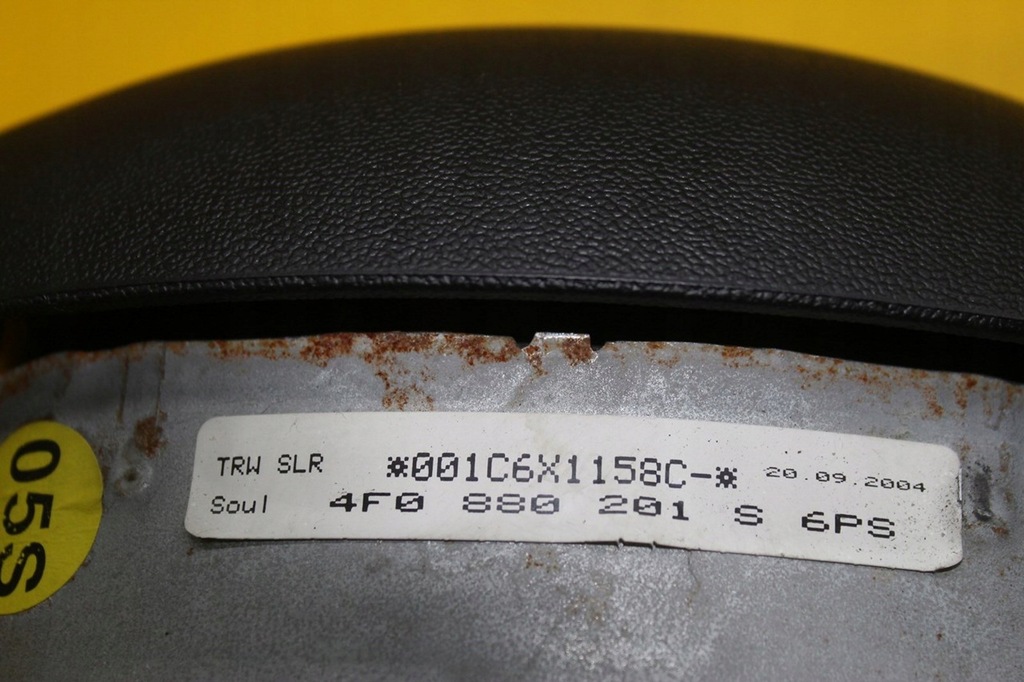 TRW SLR *001C6X1158C-* 20.09.2004
Soul 4F0 880 201 S 6PS
05S